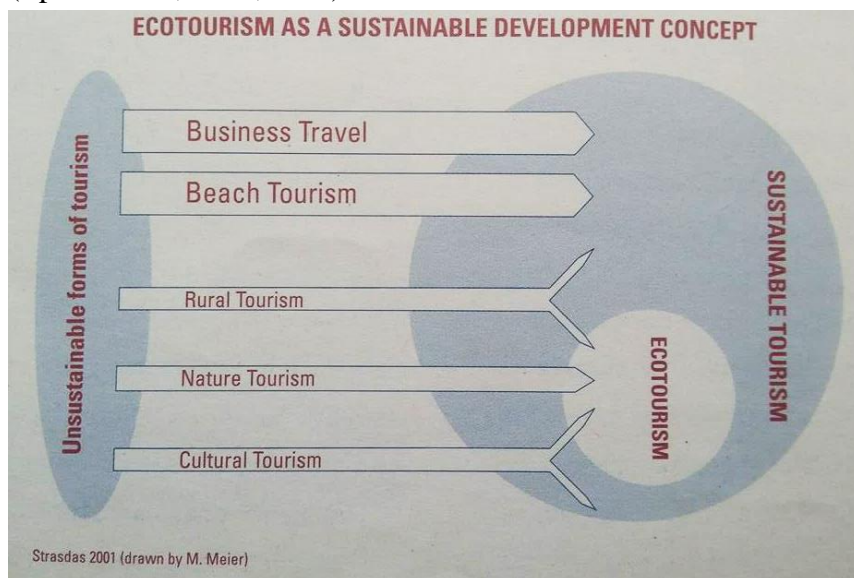 ECOTOURISM AS A SUSTAINABLE DEVELOPMENT CONCEPT
Unsustainable forms of tourism
Business Travel
Beach Tourism
Rural Tourism
Nature Tourism
Cultural Tourism
ECOTOURISM
SUSTAINABLE TOURISM
Strasdas 2001 (drawn by M. Meier)